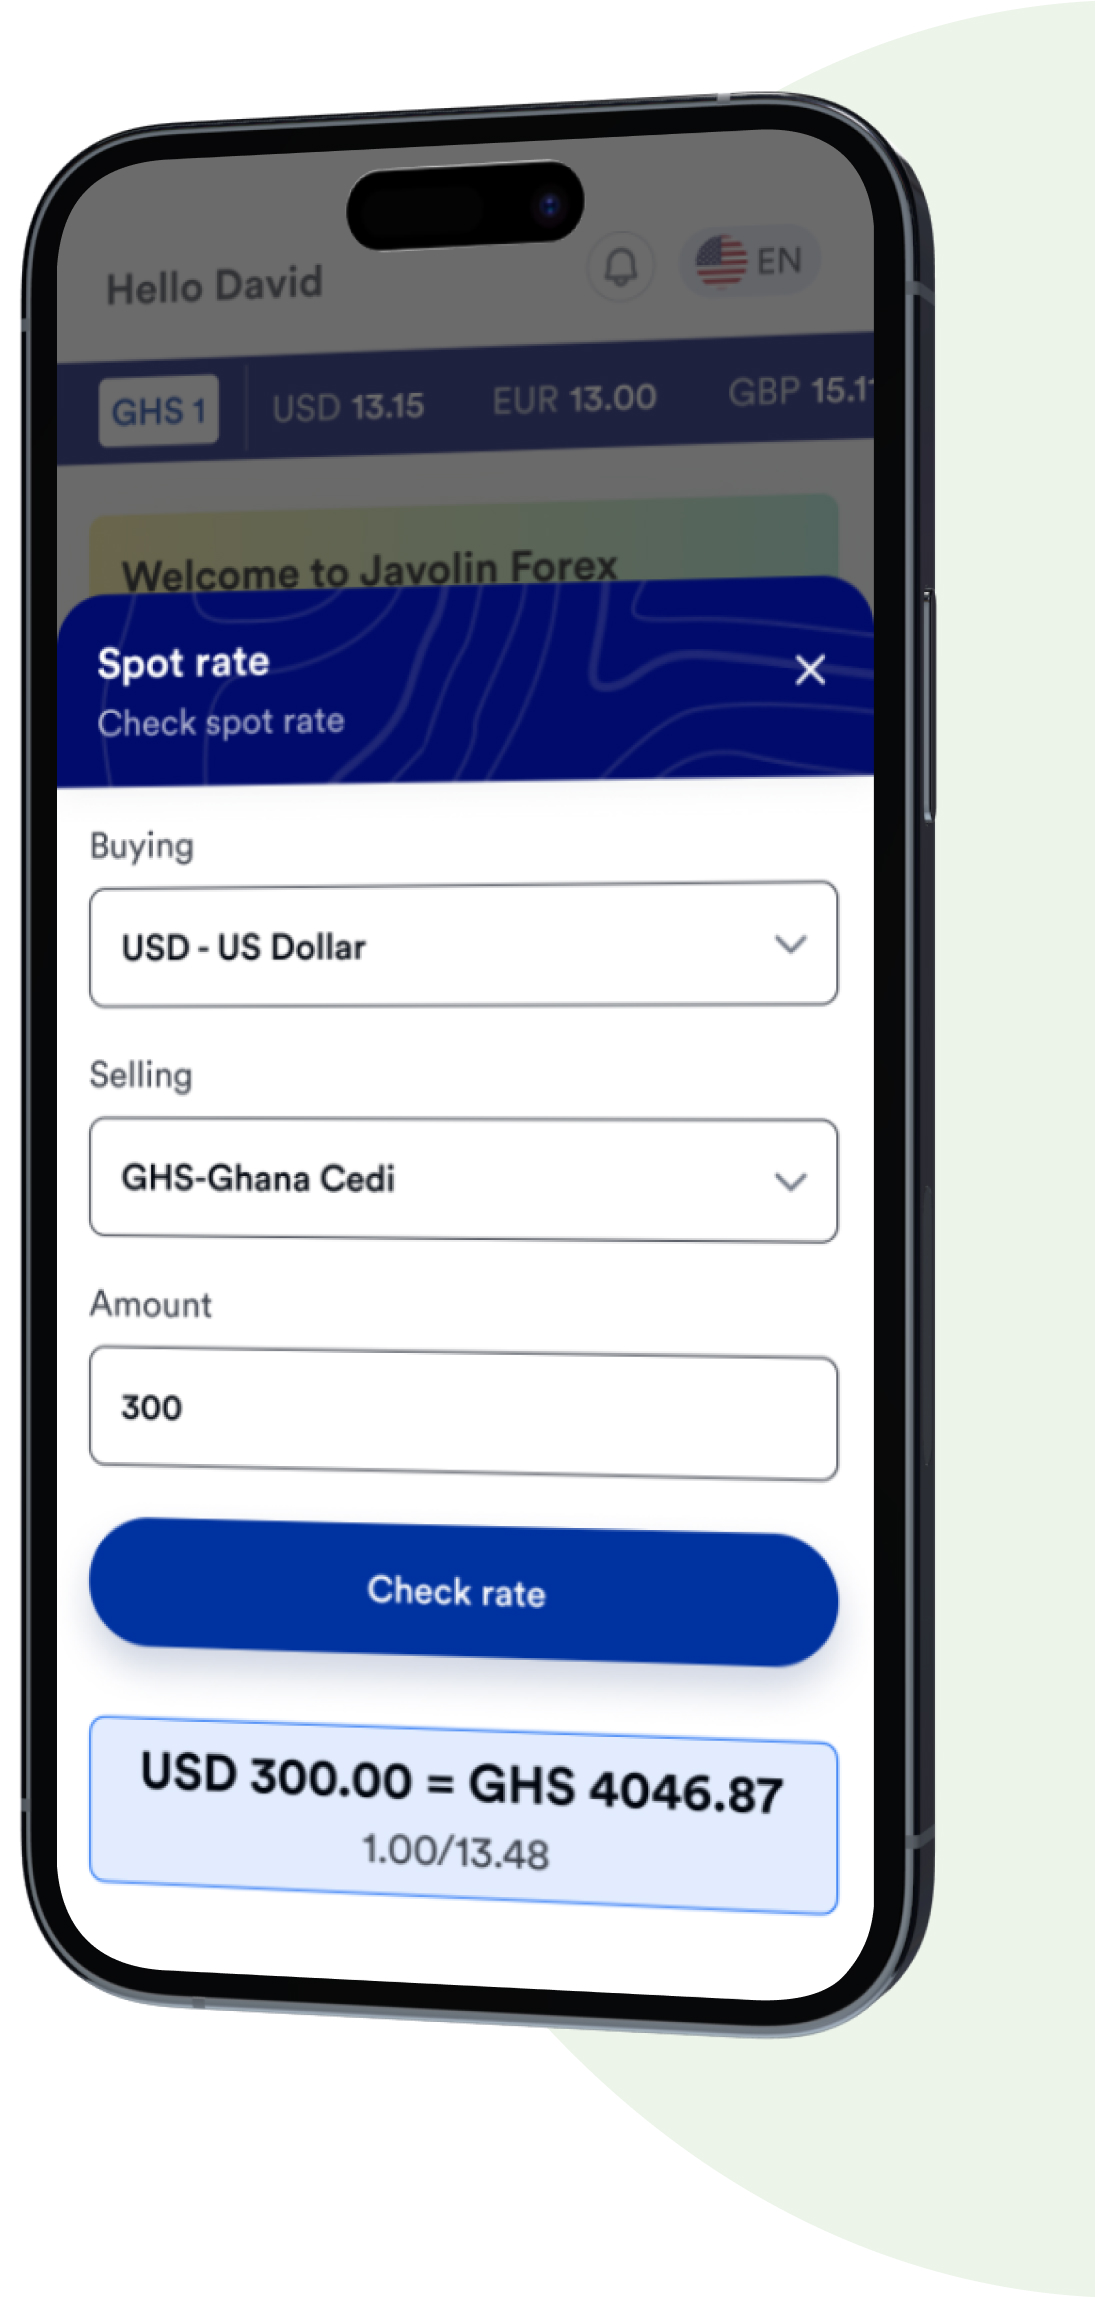 Hello David
EN
GHS 1 USD 13.15 EUR 13.00 GBP 15.11
Welcome to Javolin Forex
Spot rate
Check spot rate
Buying
USD - US Dollar
Selling
GHS-Ghana Cedi
Amount
300
Check rate
USD 300.00 = GHS 4046.87
1.00/13.48